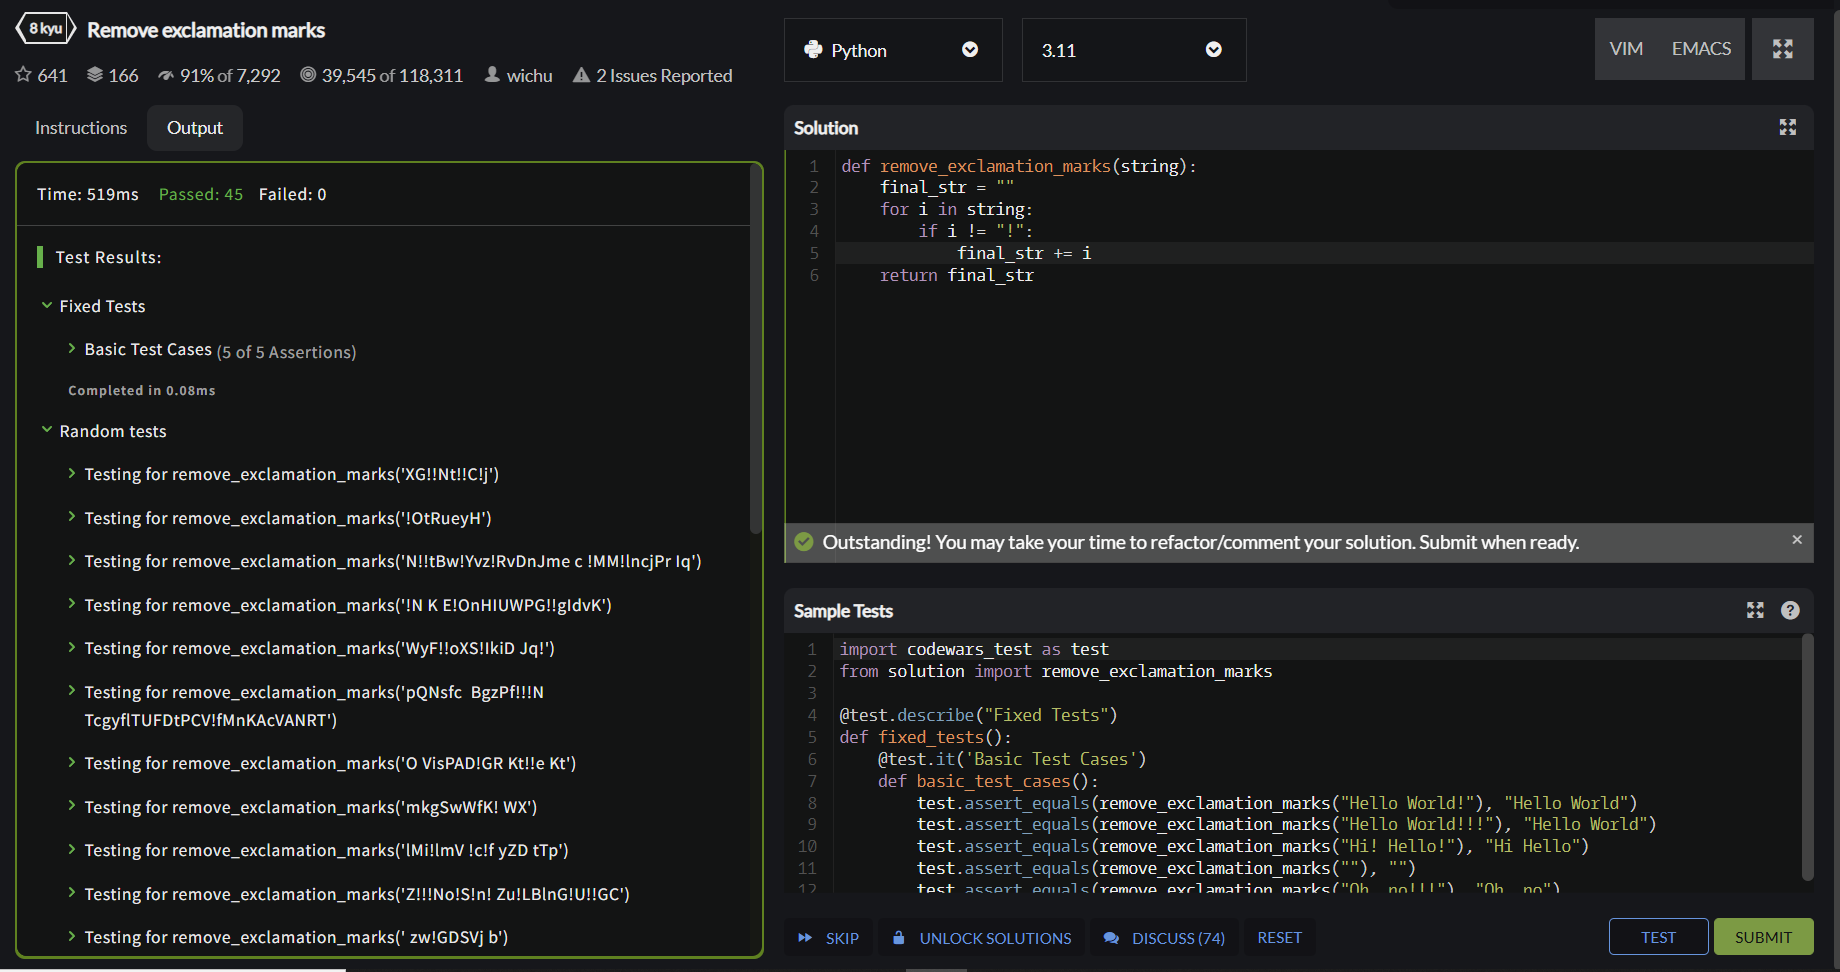 8 kyu
Remove exclamation marks
641 166 91% of 7,292 39,545 of 118,311 wichu 2 Issues Reported
Instructions
Output
Time: 519ms Passed: 45 Failed: 0
Test Results:
Fixed Tests
Basic Test Cases (5 of 5 Assertions)
Completed in 0.08ms
Random tests
Testing for remove_exclamation_marks('XG!!Nt!!C!j')
Testing for remove_exclamation_marks('!OtRueyH')
Testing for remove_exclamation_marks('N!!tBw!Yvz!RvDnJme c !MM!lncjPr Iq')
Testing for remove_exclamation_marks('!N K E!OnHIUWPG!!gIdvK')
Testing for remove_exclamation_marks('WyF!!oXS!IkiD Jq!')
Testing for remove_exclamation_marks('pQNsfc  BgzPf!!!N
TcgyflTUFDtPCV!fMnKAcVANRT')
Testing for remove_exclamation_marks('O VisPAD!GR Kt!!e Kt')
Testing for remove_exclamation_marks('mkgSwWfK! WX')
Testing for remove_exclamation_marks('lMi!lmV !c!f yZD tTp')
Testing for remove_exclamation_marks('Z!!!No!S!n! Zu!LBlnG!U!!GC')
Testing for remove_exclamation_marks(' zw!GDSVj b')
Python
3.11
VIM EMACS
Solution
1 def remove_exclamation_marks(string):
2     final_str = ""
3     for i in string:
4         if i != "!":
5             final_str += i
6     return final_str
Outstanding! You may take your time to refactor/comment your solution. Submit when ready.
Sample Tests
1 import codewars_test as test
2 from solution import remove_exclamation_marks
3
4 @test.describe("Fixed Tests")
5 def fixed_tests():
6     @test.it('Basic Test Cases')
7     def basic_test_cases():
8         test.assert_equals(remove_exclamation_marks("Hello World!"), "Hello World")
9         test.assert_equals(remove_exclamation_marks("Hello World!!!"), "Hello World")
10         test.assert_equals(remove_exclamation_marks("Hi! Hello!"), "Hi Hello")
11         test.assert_equals(remove_exclamation_marks(""), "")
12         test.assert_equals(remove_exclamation_marks("Oh, no!!!"), "Oh, no")
SKIP
UNLOCK SOLUTIONS
DISCUSS (74)
RESET
TEST
SUBMIT